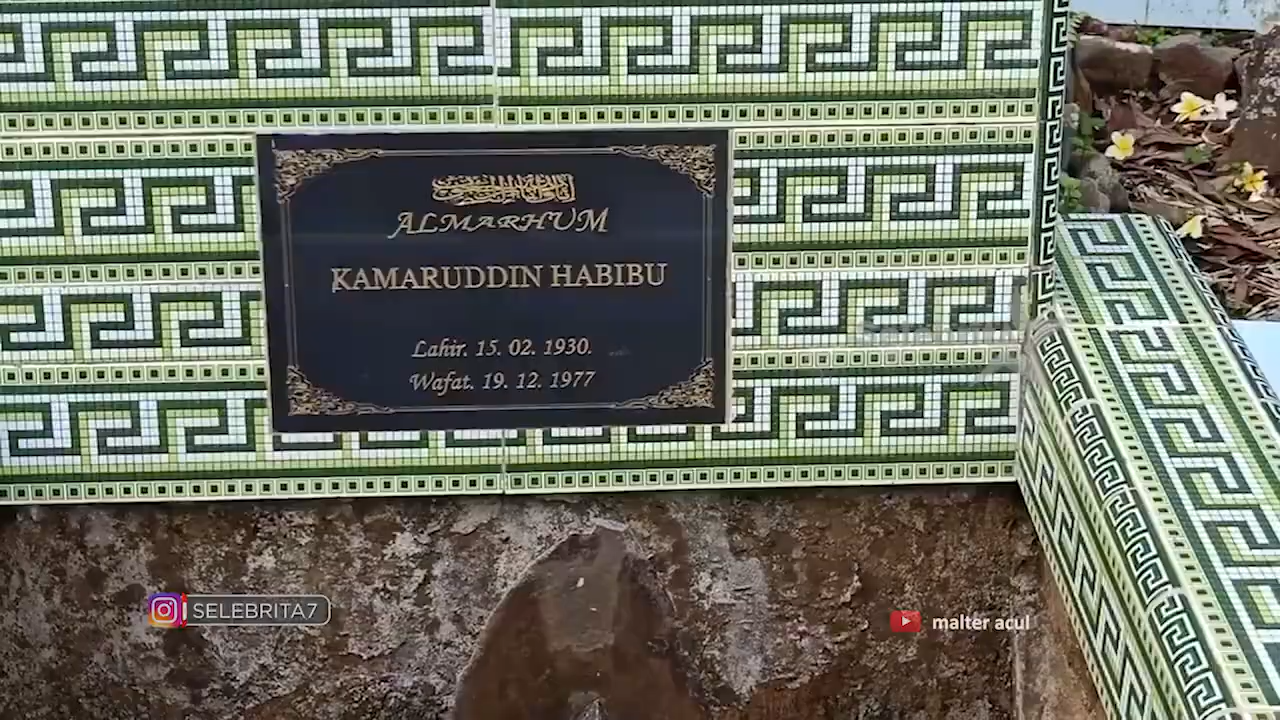 ALMARHUM
KAMARUDDIN HABIBU
Lahir. 15. 02. 1930.
Wafat. 19. 12. 1977
SELEBRITA7
malter acul